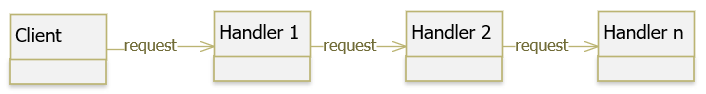 Client
request
Handler 1
request
Handler 2
request
Handler n